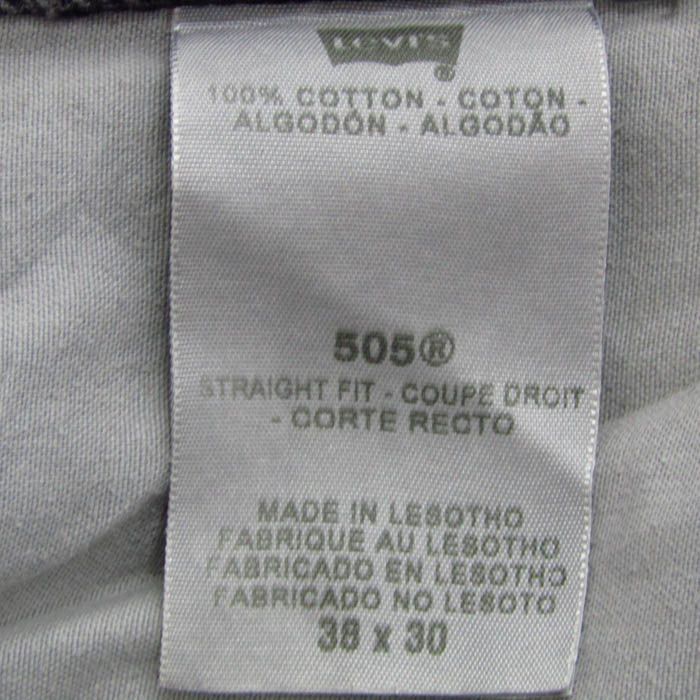 Levi's
®
100% COTTON - COTON -
ALGODÓN - ALGODÃO
505®
STRAIGHT FIT - COUPE DROIT
- CORTE RECTO
MADE IN LESOTHO
FABRIQUE AU LESOTHO
FABRICADO EN LESOTHO
FABRICADO NO LESOTO
38 x 30